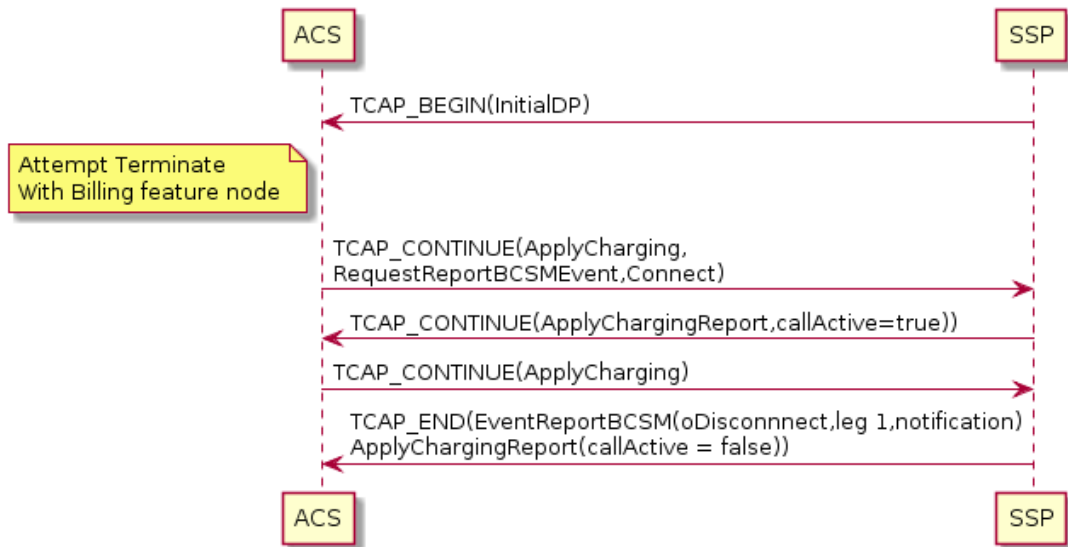 ACS
SSP
TCAP_BEGIN(InitialDP)
Attempt Terminate
With Billing feature node
TCAP_CONTINUE(ApplyCharging,
RequestReportBCSMEvent,Connect)
TCAP_CONTINUE(ApplyChargingReport,callActive=true))
TCAP_CONTINUE(ApplyCharging)
TCAP_END(EventReportBCSM(oDisconnnect,leg 1,notification)
ApplyChargingReport(callActive = false))
ACS
SSP